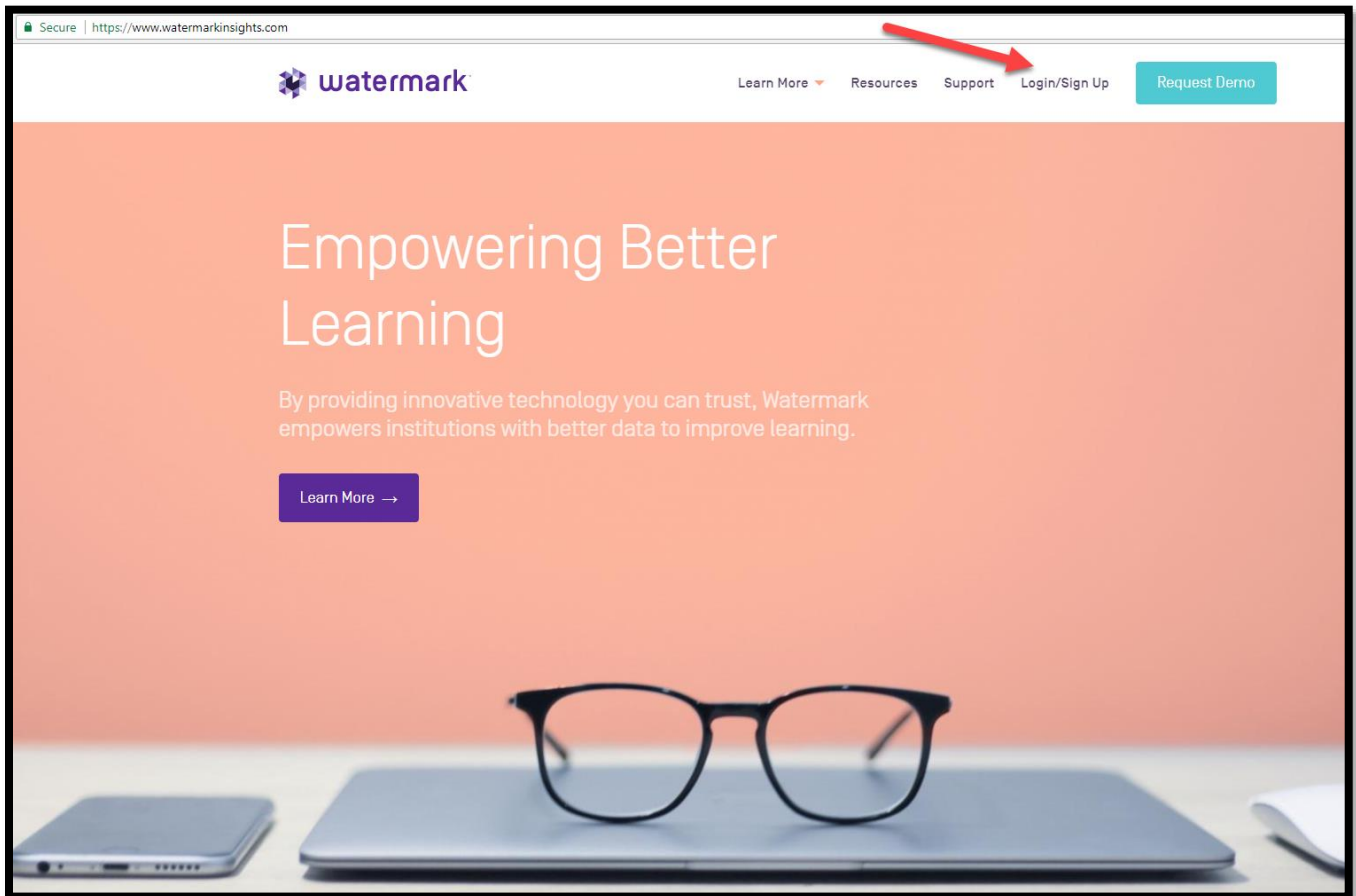 Secure | https://www.watermarkinsights.com
watermark
Learn More Resources Support Login/Sign Up Request Demo
Empowering Better
Learning
By providing innovative technology you can trust, Watermark
empowers institutions with better data to improve learning.
Learn More →